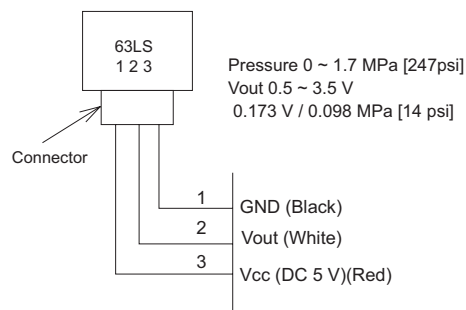 63LS
1 2 3
Pressure 0 ~ 1.7 MPa [247psi]
Vout 0.5 ~ 3.5 V
0.173 V / 0.098 MPa [14 psi]
Connector
1
GND (Black)
2
Vout (White)
3
Vcc (DC 5 V)(Red)